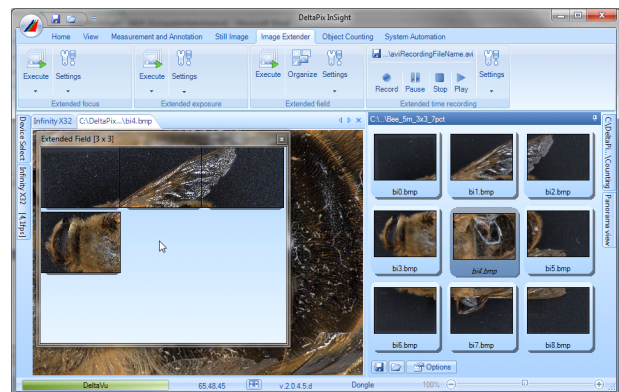 DeltaPix InSight
Home View Measurement and Annotation Still Image Image Extender Object Counting System Automation
...\aviRecordingFileName.avi
Execute Settings Execute Settings Execute Organize Settings Record Pause Stop Play Settings
Extended focus Extended exposure Extended field Extended time recording
Device Select
Infinity X32 [4.1fps]
Infinity X32 C:\DeltaPix...\bi4.bmp
Extended Field [3 x 3]
C:\...\Bee_5m_3x3_7pct
bi0.bmp bi1.bmp bi2.bmp
bi3.bmp bi4.bmp bi5.bmp
bi6.bmp bi7.bmp bi8.bmp
Options
C:\DeltaPi...\Counting
Panorama view
DeltaVu 65,48,45 v.2.0.4.5.d Dongle 100%